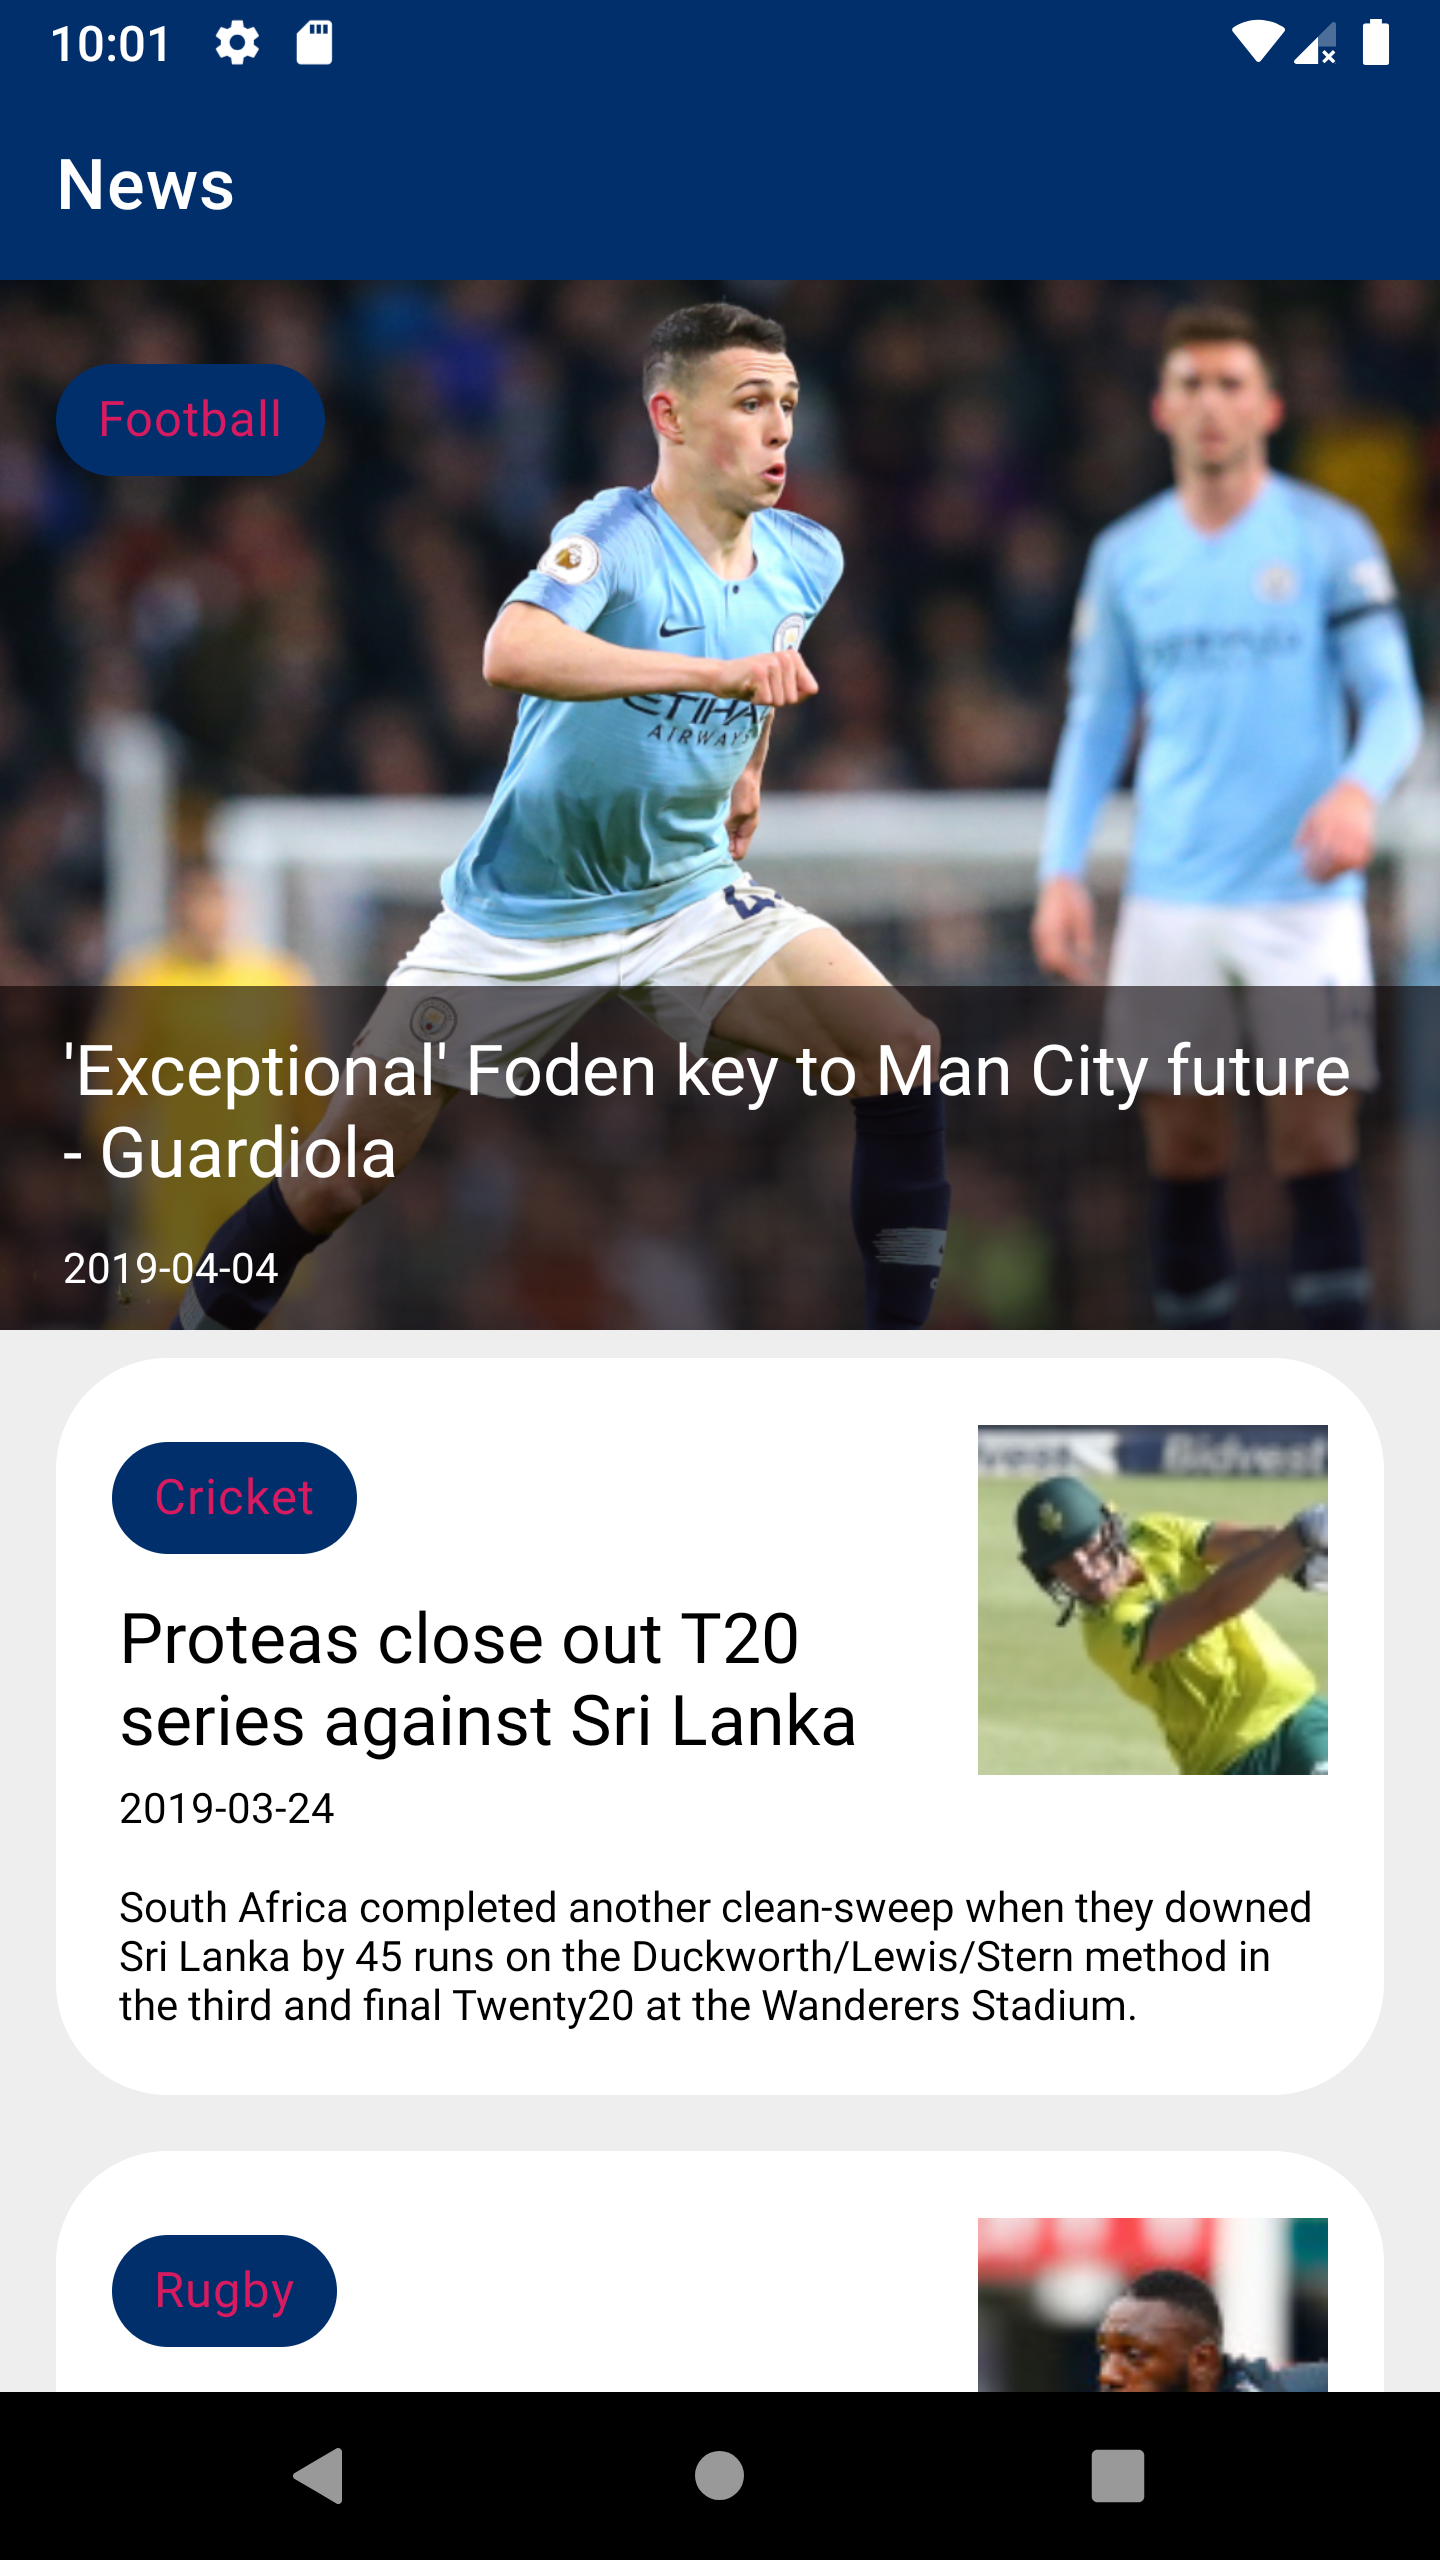 10:01
News
Football
ETIHA
AIRWAYS
'Exceptional' Foden key to Man City future
- Guardiola
2019-04-04
Cricket
Bidvest
Proteas close out T20
series against Sri Lanka
2019-03-24
South Africa completed another clean-sweep when they downed
Sri Lanka by 45 runs on the Duckworth/Lewis/Stern method in
the third and final Twenty20 at the Wanderers Stadium.
Rugby